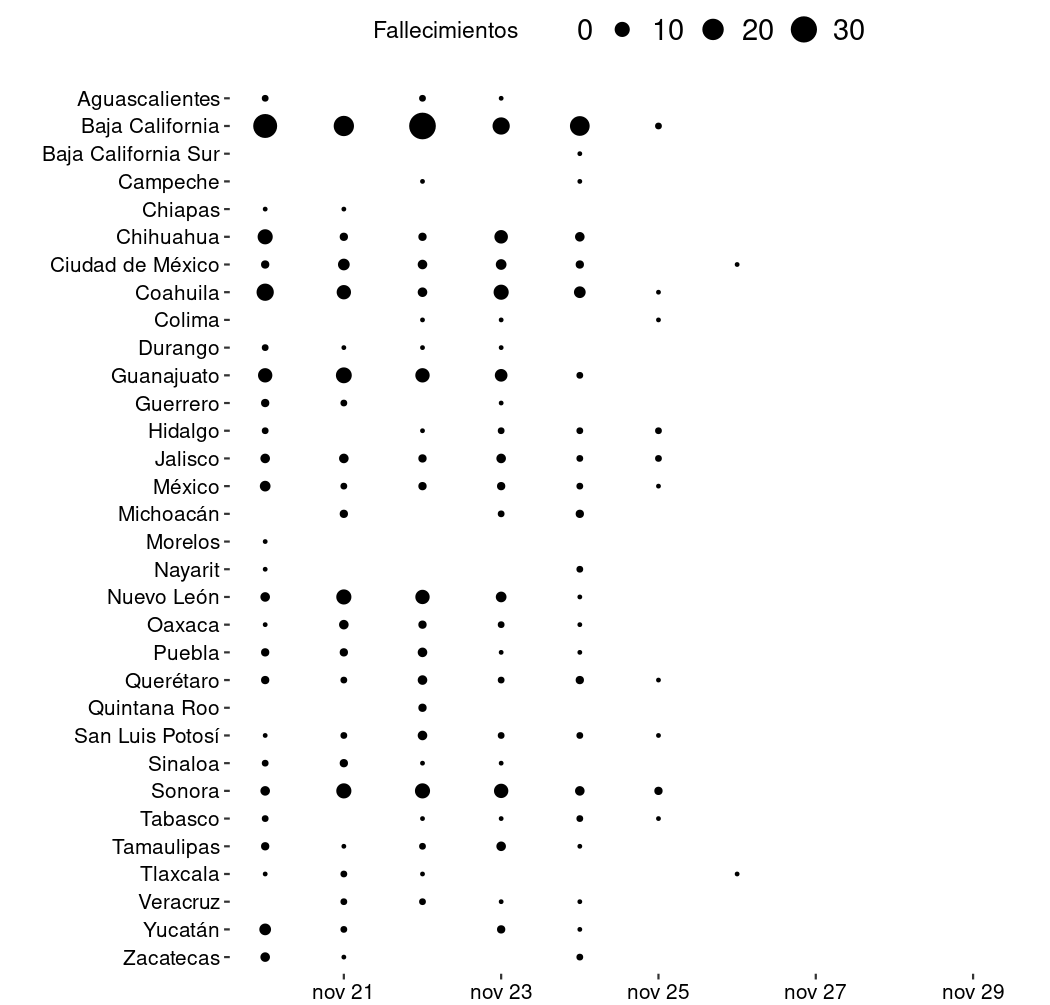 Fallecimientos 0 10 20 30
Aguascalientes
Baja California
Baja California Sur
Campeche
Chiapas
Chihuahua
Ciudad de México
Coahuila
Colima
Durango
Guanajuato
Guerrero
Hidalgo
Jalisco
México
Michoacán
Morelos
Nayarit
Nuevo León
Oaxaca
Puebla
Querétaro
Quintana Roo
San Luis Potosí
Sinaloa
Sonora
Tabasco
Tamaulipas
Tlaxcala
Veracruz
Yucatán
Zacatecas
nov 21 nov 23 nov 25 nov 27 nov 29